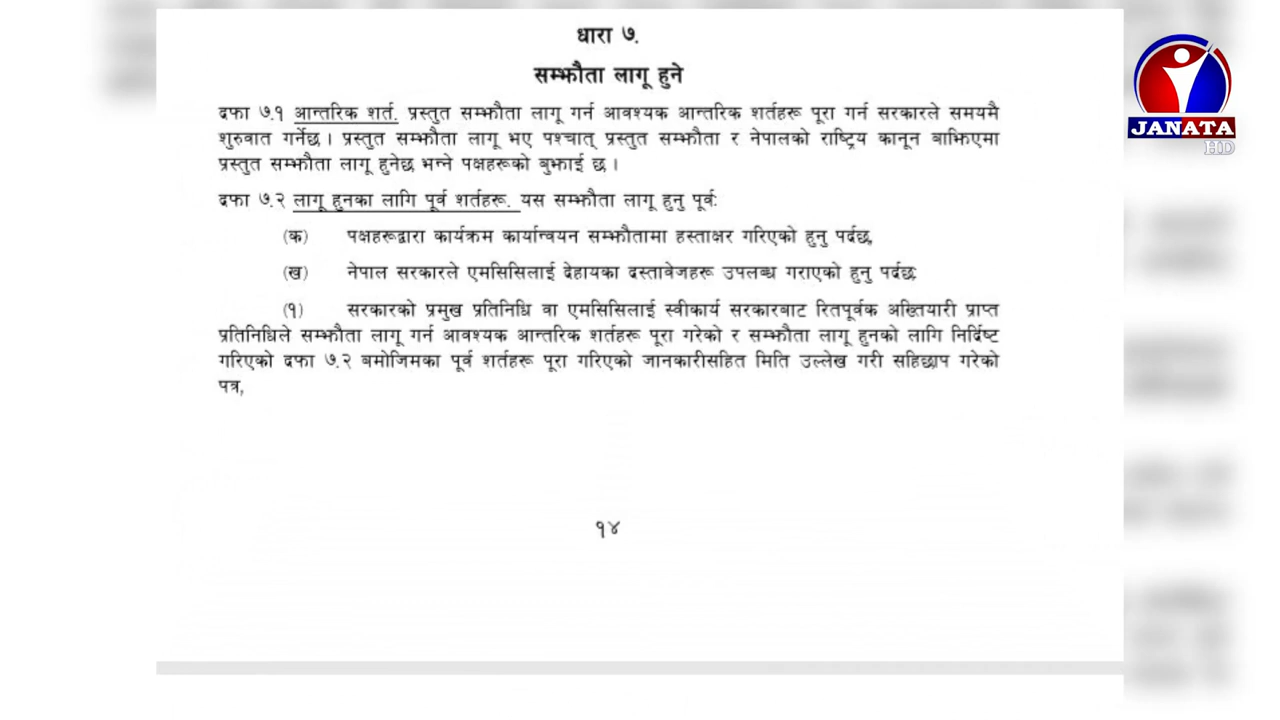 धारा ७.
सम्झौता लागू हुने
दफा ७.१ आन्तरिक शर्त. प्रस्तुत सम्झौता लागू गर्न आवश्यक आन्तरिक शर्तहरू पूरा गर्न सरकारले समयमै
शुरुवात गर्नेछ । प्रस्तुत सम्झौता लागू भए पश्चात् प्रस्तुत सम्झौता र नेपालको राष्ट्रिय कानून बाझिएमा
प्रस्तुत सम्झौता लागू हुनेछ भन्ने पक्षहरूको बुझाई छ ।
दफा ७.२ लागू हुनका लागि पूर्व शर्तहरू. यस सम्झौता लागू हुनु पूर्व:
(क) पक्षहरूद्वारा कार्यक्रम कार्यान्वयन सम्झौतामा हस्ताक्षर गरिएको हुनु पर्दछ,
(ख) नेपाल सरकारले एमसिसिलाई देहायका दस्तावेजहरू उपलब्ध गराएको हुनु पर्दछः
(१) सरकारको प्रमुख प्रतिनिधि वा एमसिसिलाई स्वीकार्य सरकारबाट रितपूर्वक अख्तियारी प्राप्त
प्रतिनिधिले सम्झौता लागू गर्न आवश्यक आन्तरिक शर्तहरू पूरा गरेको र सम्झौता लागू हुनको लागि निर्दिष्ट
गरिएको दफा ७.२ बमोजिमका पूर्व शर्तहरू पूरा गरिएको जानकारीसहित मिति उल्लेख गरी सहिछाप गरेको
पत्र,
१४
JANATA
HD